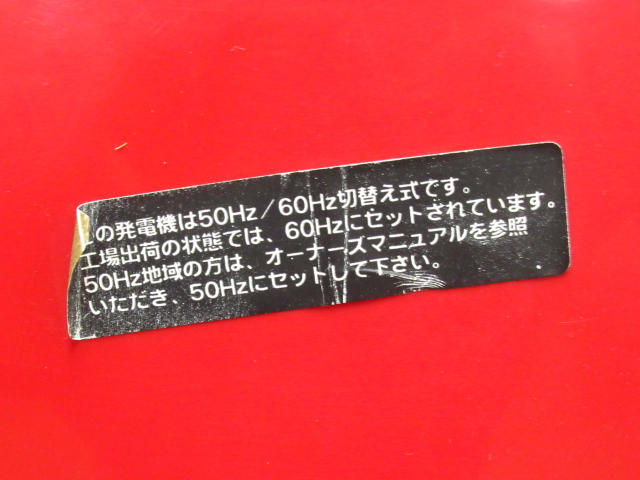 この発電機は50Hz／60Hz切替え式です。
工場出荷の状態では、60Hzにセットされています。
50Hz地域の方は、オーナーズマニュアルを参照
いただき、50Hzにセットして下さい。